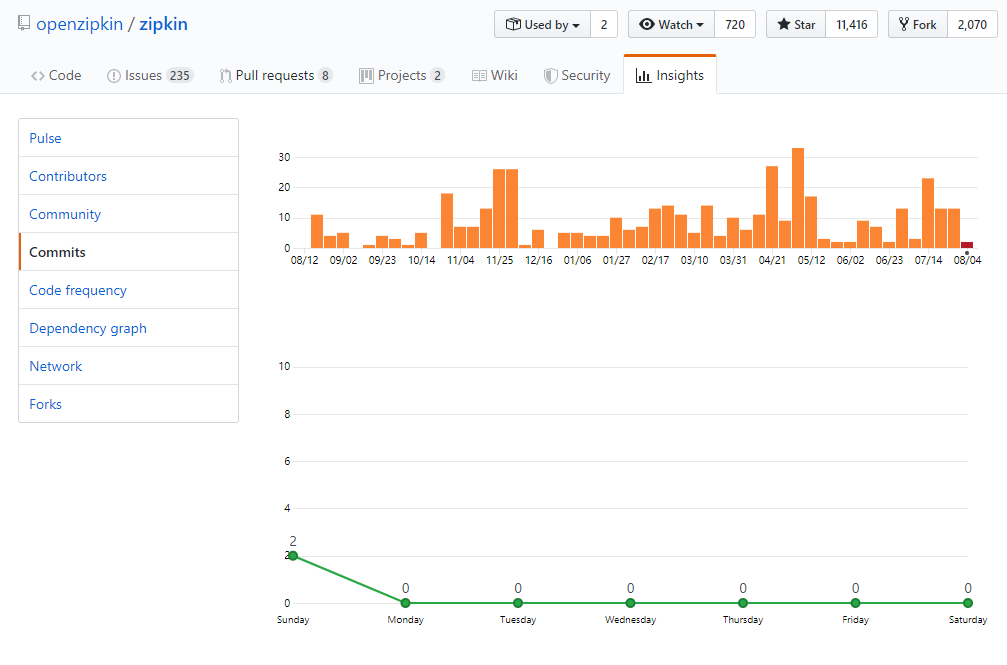 openzipkin / zipkin Used by 2 Watch 720 Star 11,416 Fork 2,070
Code Issues 235 Pull requests 8 Projects 2 Wiki Security Insights
Pulse
Contributors
Community
Commits
Code frequency
Dependency graph
Network
Forks
30
20
10
0
08/12 09/02 09/23 10/14 11/04 11/25 12/16 01/06 01/27 02/17 03/10 03/31 04/21 05/12 06/02 06/23 07/14 08/04
10
8
6
4
2
2
0 0 0 0 0 0
0
Sunday Monday Tuesday Wednesday Thursday Friday Saturday